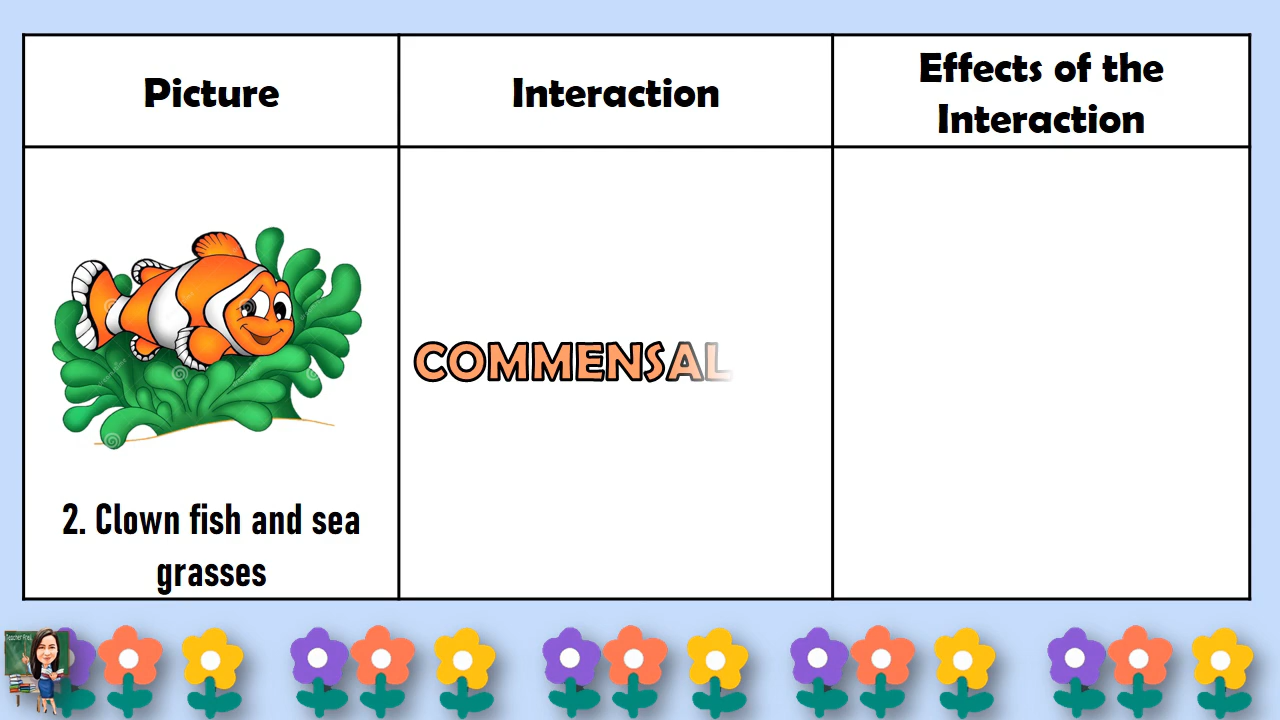 Picture
Interaction
Effects of the
Interaction
COMMENSAL
2. Clown fish and sea
grasses